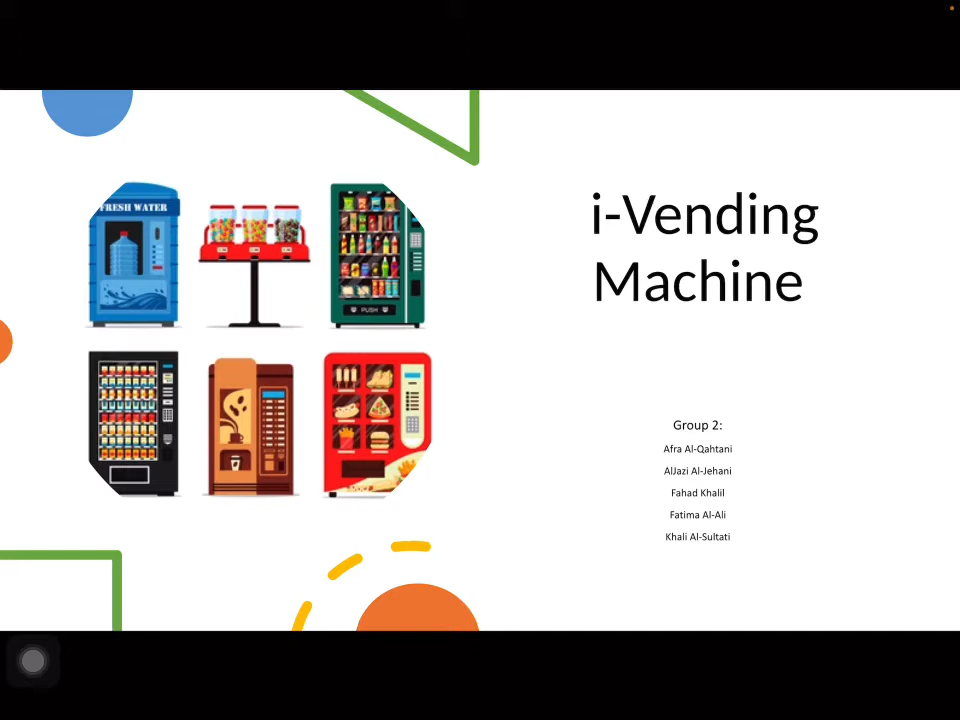 FRESH WATER
PUSH
i-Vending
Machine
Group 2:
Afra Al-Qahtani
AlJazi Al-Jehani
Fahad Khalil
Fatima Al-Ali
Khali Al-Sultati